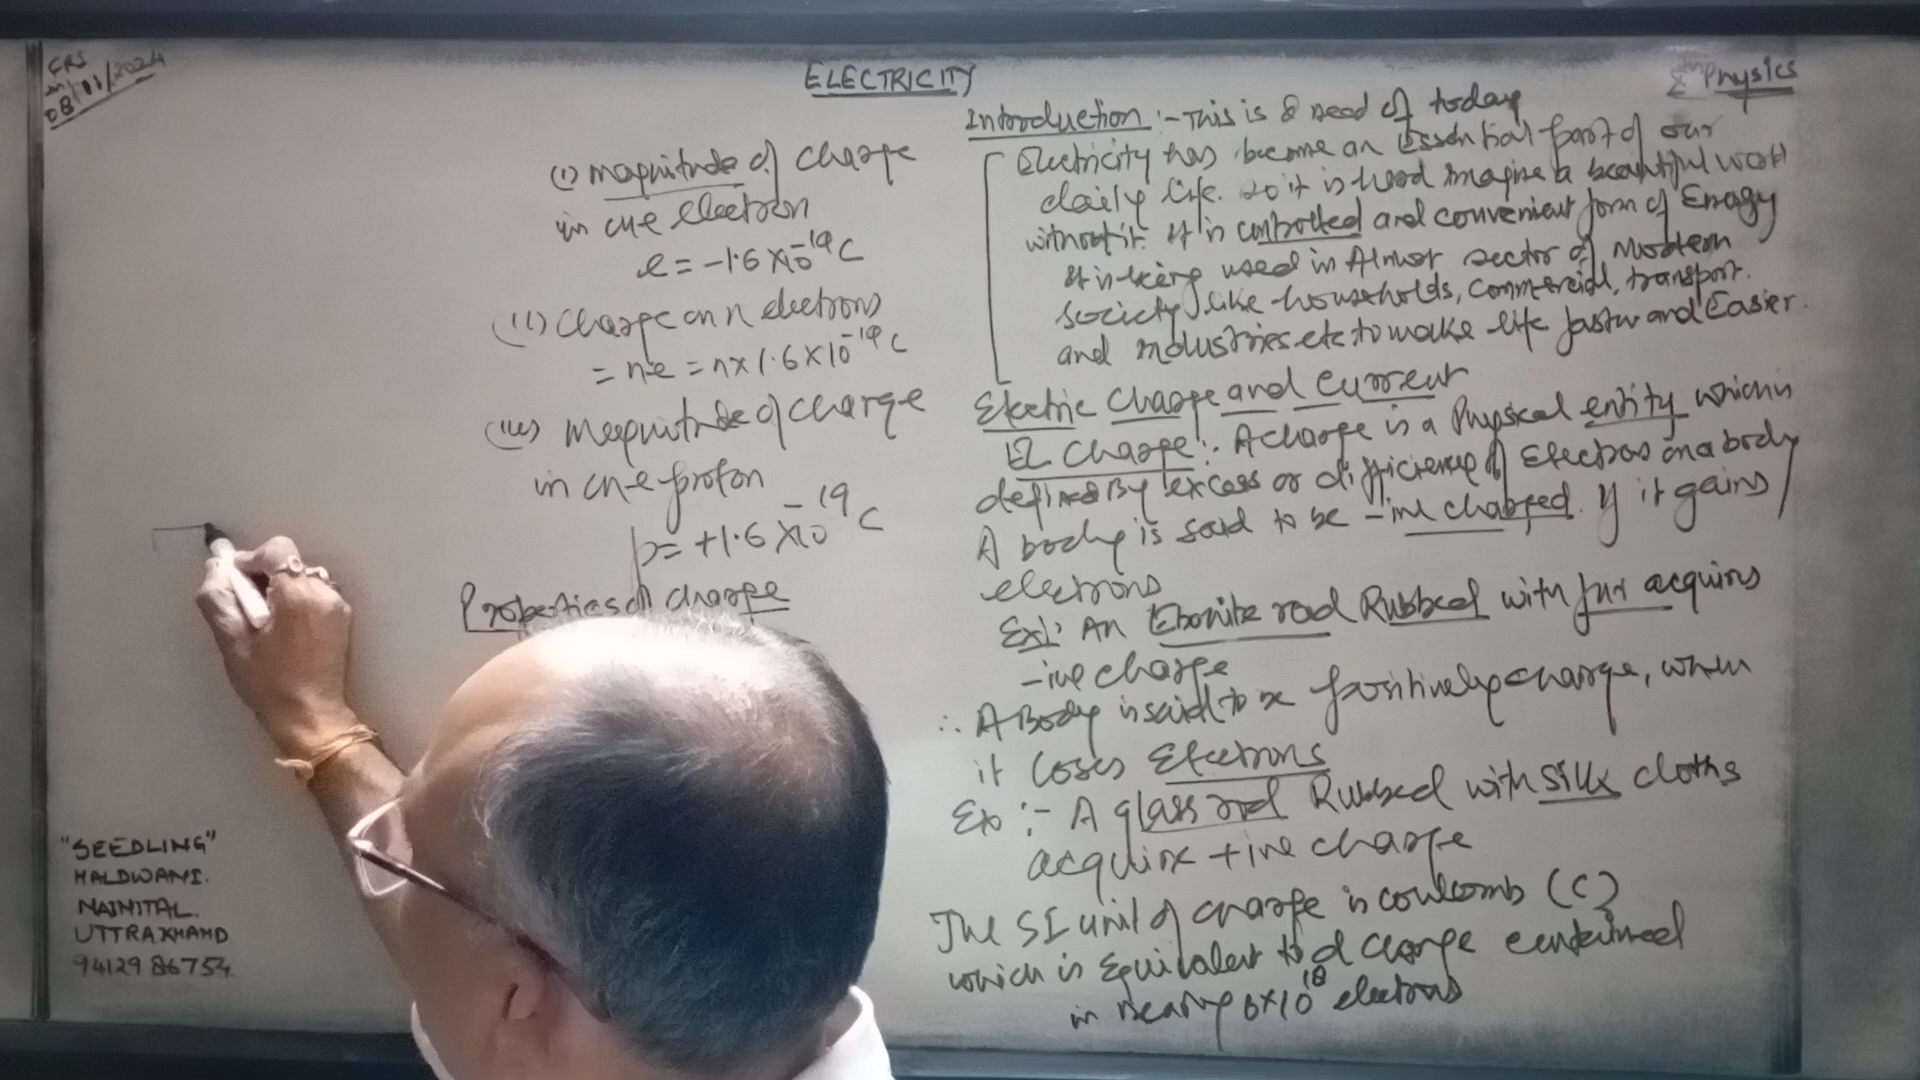 ELECTRICITY
Physics
08/11/2024
Introduction :- This is & need of today
Electricity has become an Essential part of our
daily life. so it is hard imagine a beautiful world
without it. It is controlled and convenient form of Energy
It is being used in Almost sector of Modern
Society like households, commercial, transport.
and industries etc to make life faster and Easier.
Electric Charge and Current
El Charge :- A charge is a Physical entity which is
defined By excess or difficiency of Electrons on a body
A body is said to be -ive charged. If it gains
electrons
Ex1:- An Ebonite rod Rubbed with fur acquires
-ive charge
∴ A Body is said to be positively charge, when
it loses Electrons
Ex :- A glass rod Rubbed with silk cloths
acquire +ive charge
The SI unit of charge is coulomb (C)
which is Equivalent to d charge contained
in nearly 6×10^18 electrons
(i) Magnitude of charge
in one electron
e = -1.6×10^-19 C
(ii) Charge on n electrons
= ne = n×1.6×10^-19 C
(iii) Magnitude of charge
in one proton
p = +1.6×10^-19 C
Properties of charge
"SEEDLING"
HALDWANI.
NAINITAL.
UTTRAKHAND
9412986754